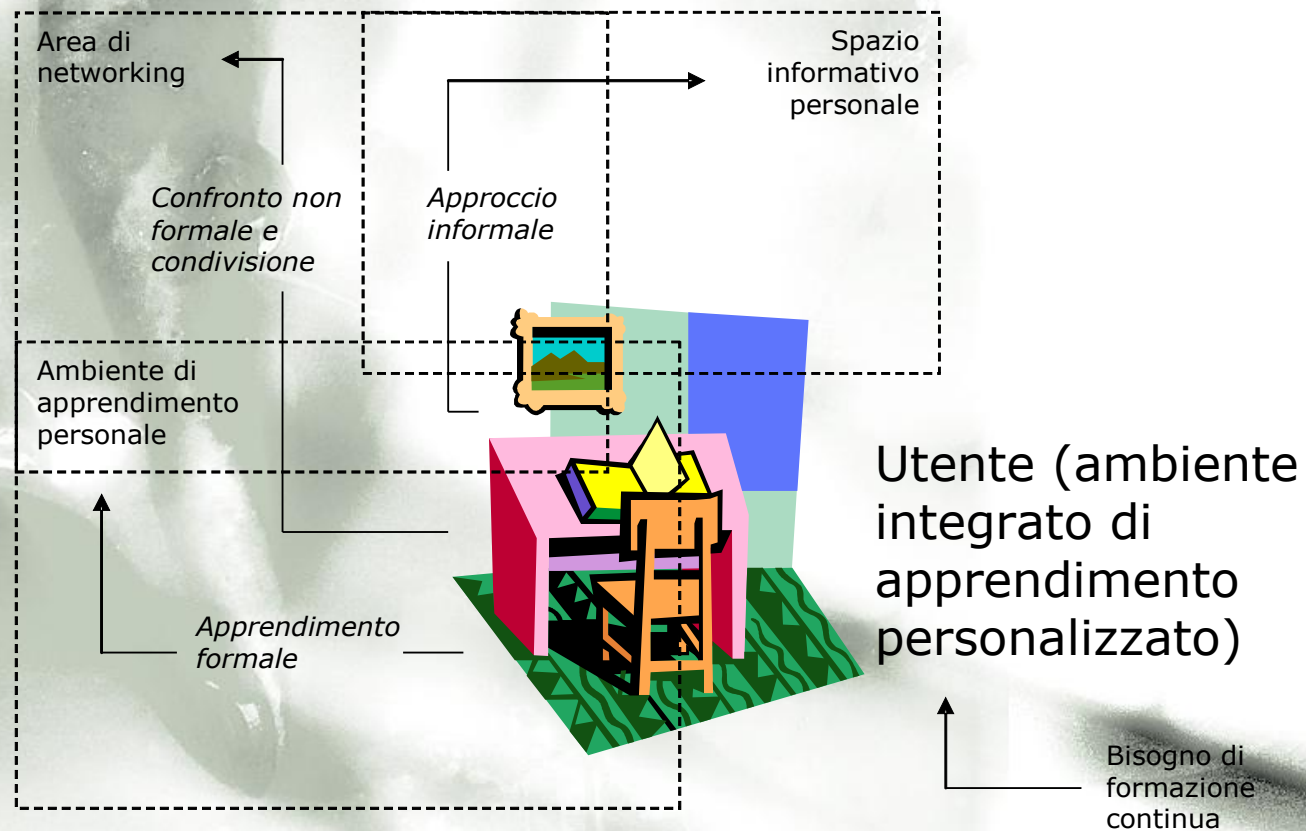 Area di
networking
Spazio
informativo
personale
Confronto non
formale e
condivisione
Approccio
informale
Ambiente di
apprendimento
personale
Utente (ambiente
integrato di
apprendimento
personalizzato)
Apprendimento
formale
Bisogno di
formazione
continua